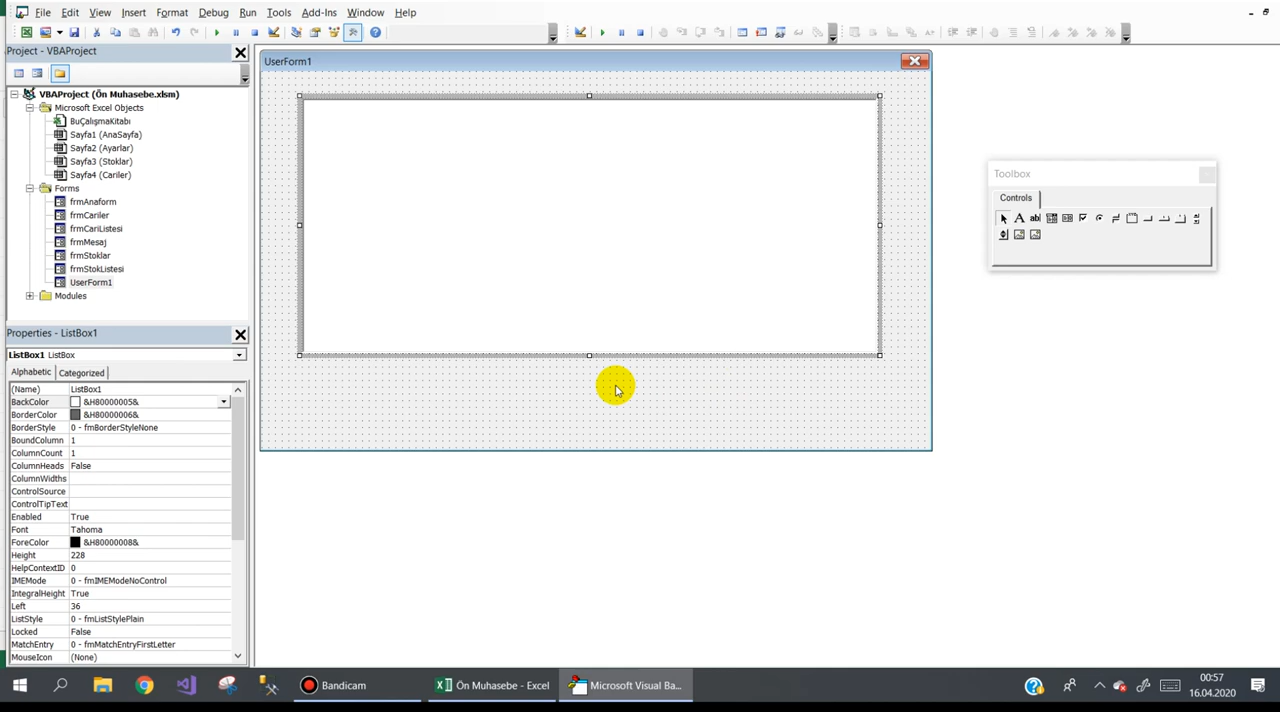 File Edit View Insert Format Debug Run Tools Add-Ins Window Help
Project - VBAProject
VBAProject (Ön Muhasebe.xlsm)
Microsoft Excel Objects
BuÇalışmaKitabı
Sayfa1 (AnaSayfa)
Sayfa2 (Ayarlar)
Sayfa3 (Stoklar)
Sayfa4 (Cariler)
Forms
frmAnaform
frmCariler
frmCariListesi
frmMesaj
frmStoklar
frmStokListesi
UserForm1
Modules
Properties - ListBox1
ListBox1 ListBox
Alphabetic Categorized
(Name) ListBox1
BackColor &H80000005&
BorderColor &H80000006&
BorderStyle 0 - fmBorderStyleNone
BoundColumn 1
ColumnCount 1
ColumnHeads False
ColumnWidths
ControlSource
ControlTipText
Enabled True
Font Tahoma
ForeColor &H80000008&
Height 228
HelpContextID 0
IMEMode 0 - fmIMEModeNoControl
IntegralHeight True
Left 36
ListStyle 0 - fmListStylePlain
Locked False
MatchEntry 0 - fmMatchEntryFirstLetter
MouseIcon (None)
UserForm1
Toolbox
Controls
Bandicam
Ön Muhasebe - Excel
Microsoft Visual Ba...
00:57
16.04.2020